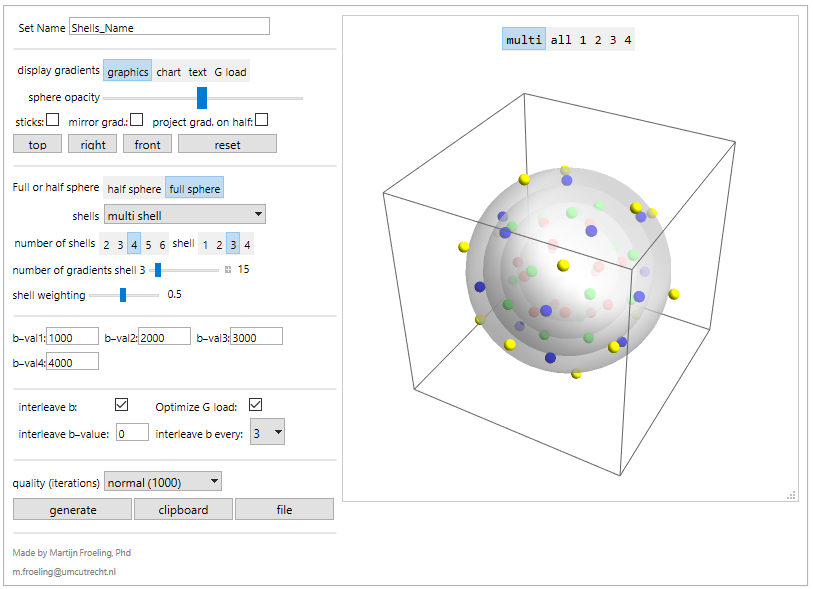 Set Name Shells_Name
multi all 1 2 3 4
display gradients graphics chart text G load
sphere opacity
sticks: mirror grad.: project grad. on half:
top right front reset
Full or half sphere half sphere full sphere
shells multi shell
number of shells 2 3 4 5 6 shell 1 2 3 4
number of gradients shell 3 15
shell weighting 0.5
b-val1: 1000 b-val2: 2000 b-val3: 3000
b-val4: 4000
interleave b: Optimize G load:
interleave b-value: 0 interleave b every: 3
quality (iterations) normal (1000)
generate clipboard file
Made by Martijn Froeling, Phd
m.froeling@umcutrecht.nl